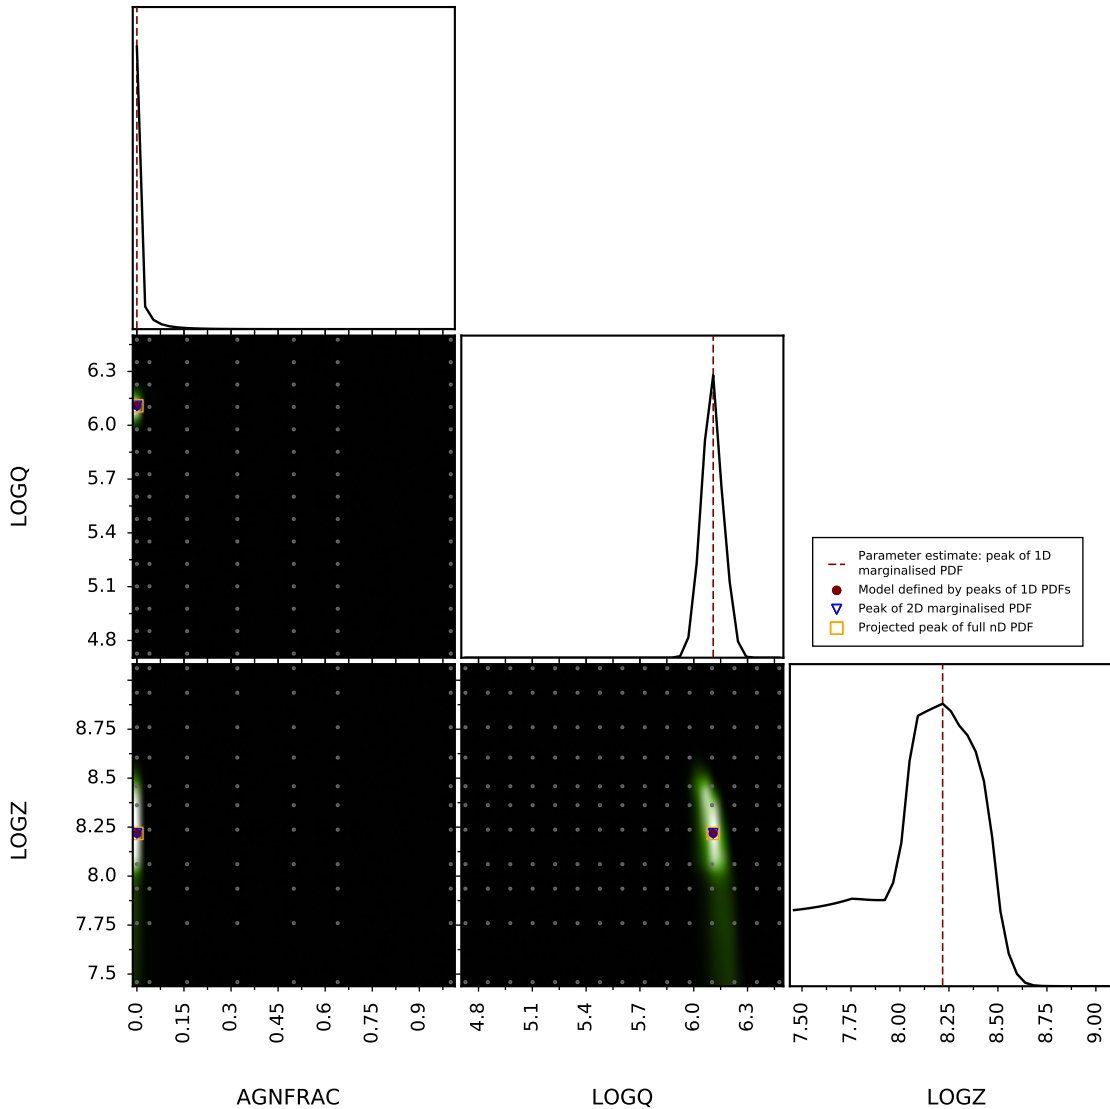 6.3
6.0
5.7
5.4
5.1
4.8
LOGQ
Parameter estimate: peak of 1D
marginalised PDF
Model defined by peaks of 1D PDFs
Peak of 2D marginalised PDF
Projected peak of full nD PDF
8.75
8.5
8.25
8.0
7.75
7.5
LOGZ
0.0 0.15 0.3 0.45 0.6 0.75 0.9
4.8 5.1 5.4 5.7 6.0 6.3
7.50 7.75 8.00 8.25 8.50 8.75 9.00
AGNFRAC LOGQ LOGZ